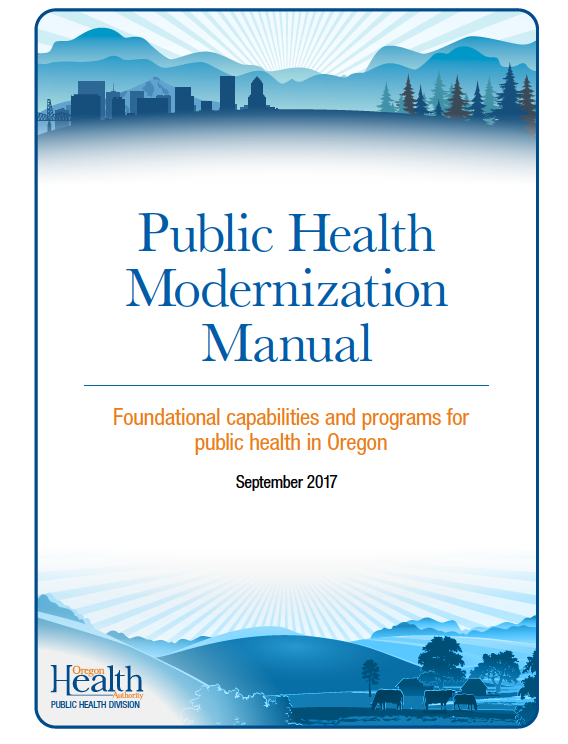 Public Health
Modernization
Manual
Foundational capabilities and programs for
public health in Oregon
September 2017
Oregon
Health
Authority
PUBLIC HEALTH DIVISION